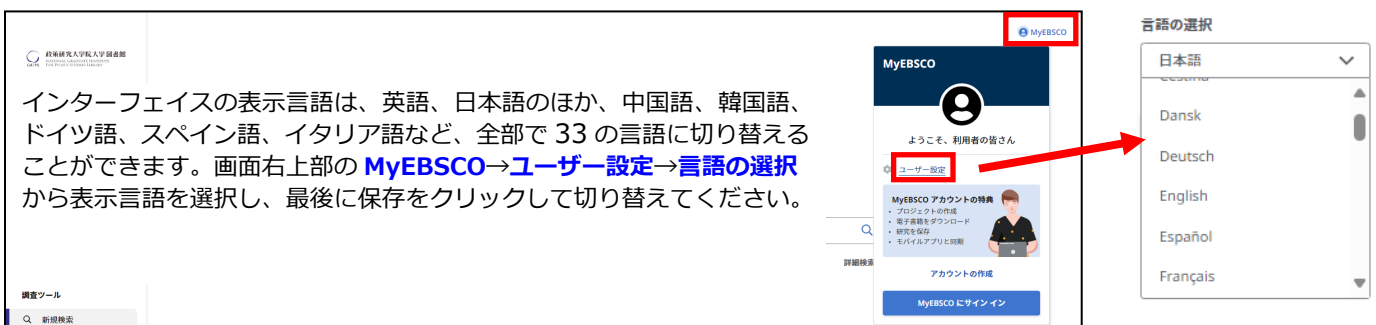 政策研究大学院大学図書館
MyEBSCO
インターフェイスの表示言語は、英語、日本語のほか、中国語、韓国語、
ドイツ語、スペイン語、イタリア語など、全部で 33 の言語に切り替える
ことができます。画面右上部の MyEBSCO→ユーザー設定→言語の選択
から表示言語を選択し、最後に保存をクリックして切り替えてください。
MyEBSCO
ようこそ、利用者の皆さん
ユーザー設定
MyEBSCO アカウントの特典
• プロジェクトの作成
• 電子書籍をダウンロード
• 研究を保存
• モバイルアプリと同期
アカウントの作成
MyEBSCO にサイン イン
詳細検索
調査ツール
新規検索
言語の選択
日本語
Dansk
Deutsch
English
Español
Français